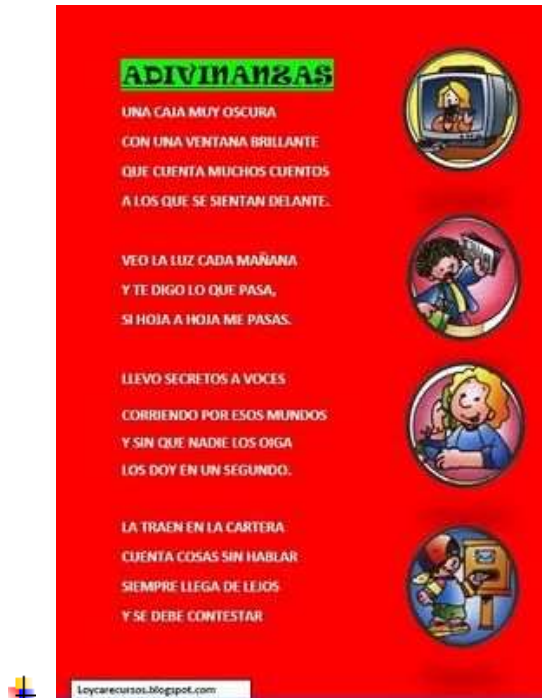 ADIVINANZAS
UNA CAJA MUY OSCURA
CON UNA VENTANA BRILLANTE
QUE CUENTA MUCHOS CUENTOS
A LOS QUE SE SIENTAN DELANTE.
VEO LA LUZ CADA MAÑANA
Y TE DIGO LO QUE PASA,
SI HOJA A HOJA ME PASAS.
LLEVO SECRETOS A VOCES
CORRIENDO POR ESOS MUNDOS
Y SIN QUE NADIE LOS OIGA
LOS DOY EN UN SEGUNDO.
LA TRAEN EN LA CARTERA
CUENTA COSAS SIN HABLAR
SIEMPRE LLEGA DE LEJOS
Y SE DEBE CONTESTAR
Loycarecursos.blogspot.com